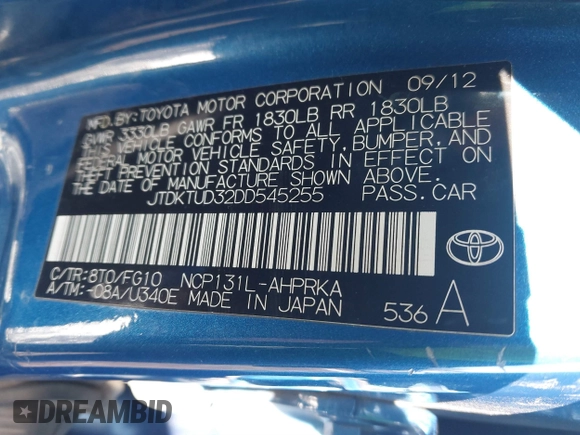 MFD. BY: TOYOTA MOTOR CORPORATION 09/12
GVWR 3330LB GAWR FR 1830LB RR 1830LB
THIS VEHICLE CONFORMS TO ALL APPLICABLE
FEDERAL MOTOR VEHICLE SAFETY, BUMPER, AND
THEFT PREVENTION STANDARDS IN EFFECT ON
THE DATE OF MANUFACTURE SHOWN ABOVE.
JTDKTUD32DD545255 PASS. CAR
C/TR: 8T0/FG10 NCP131L-AHPRKA
A/TM: -08A/U340E MADE IN JAPAN
536 A
DREAMBID